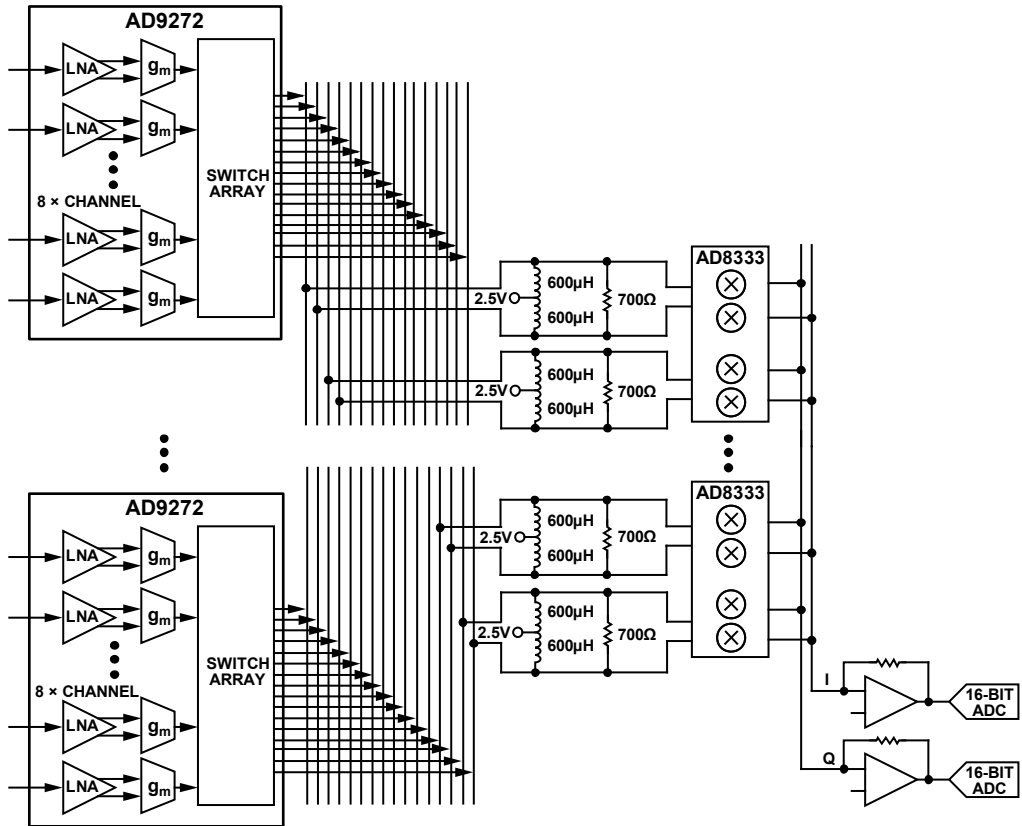 AD9272
LNA
gm
LNA
gm
8 × CHANNEL
LNA
gm
LNA
gm
SWITCH
ARRAY
2.5V
600µH
600µH
700Ω
2.5V
600µH
600µH
700Ω
AD8333
AD9272
LNA
gm
LNA
gm
8 × CHANNEL
LNA
gm
LNA
gm
SWITCH
ARRAY
2.5V
600µH
600µH
700Ω
2.5V
600µH
600µH
700Ω
AD8333
I
16-BIT
ADC
Q
16-BIT
ADC